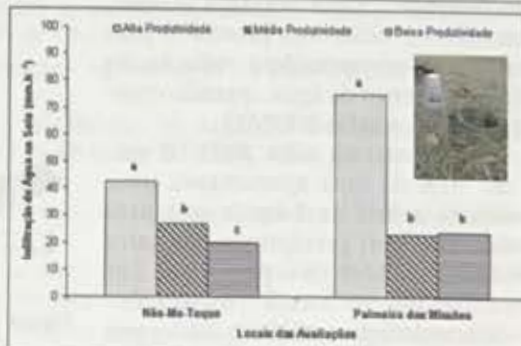 Alta Produtividade Média Produtividade Baixa Produtividade
Infiltração de Água no Solo (mm.h⁻¹)
100
90
80
70
60
50
40
30
20
10
0
a
b
c
a
b
b
Não-Me-Toque
Palmeira das Missões
Locais das Avaliações